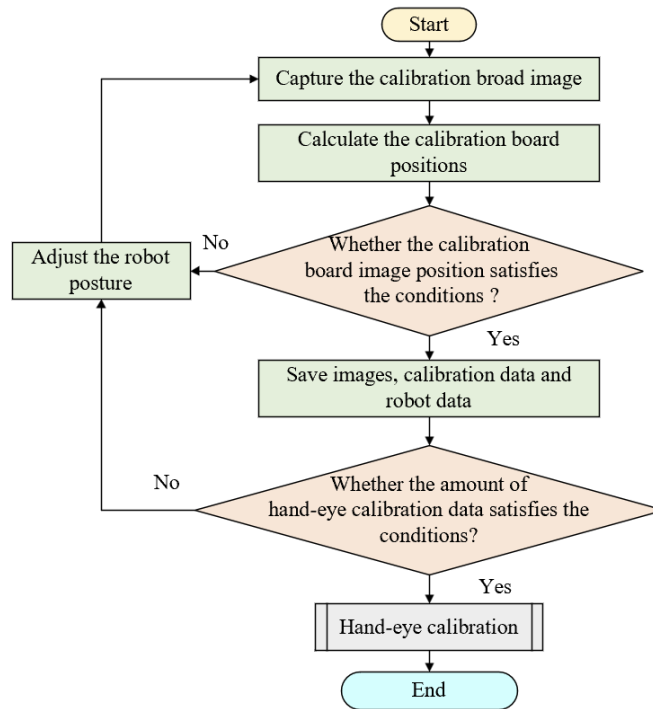 Start
Capture the calibration broad image
Calculate the calibration board
positions
Whether the calibration
board image position satisfies
the conditions ?
No
Adjust the robot
posture
Yes
Save images, calibration data and
robot data
Whether the amount of
hand-eye calibration data satisfies the
conditions?
No
Yes
Hand-eye calibration
End